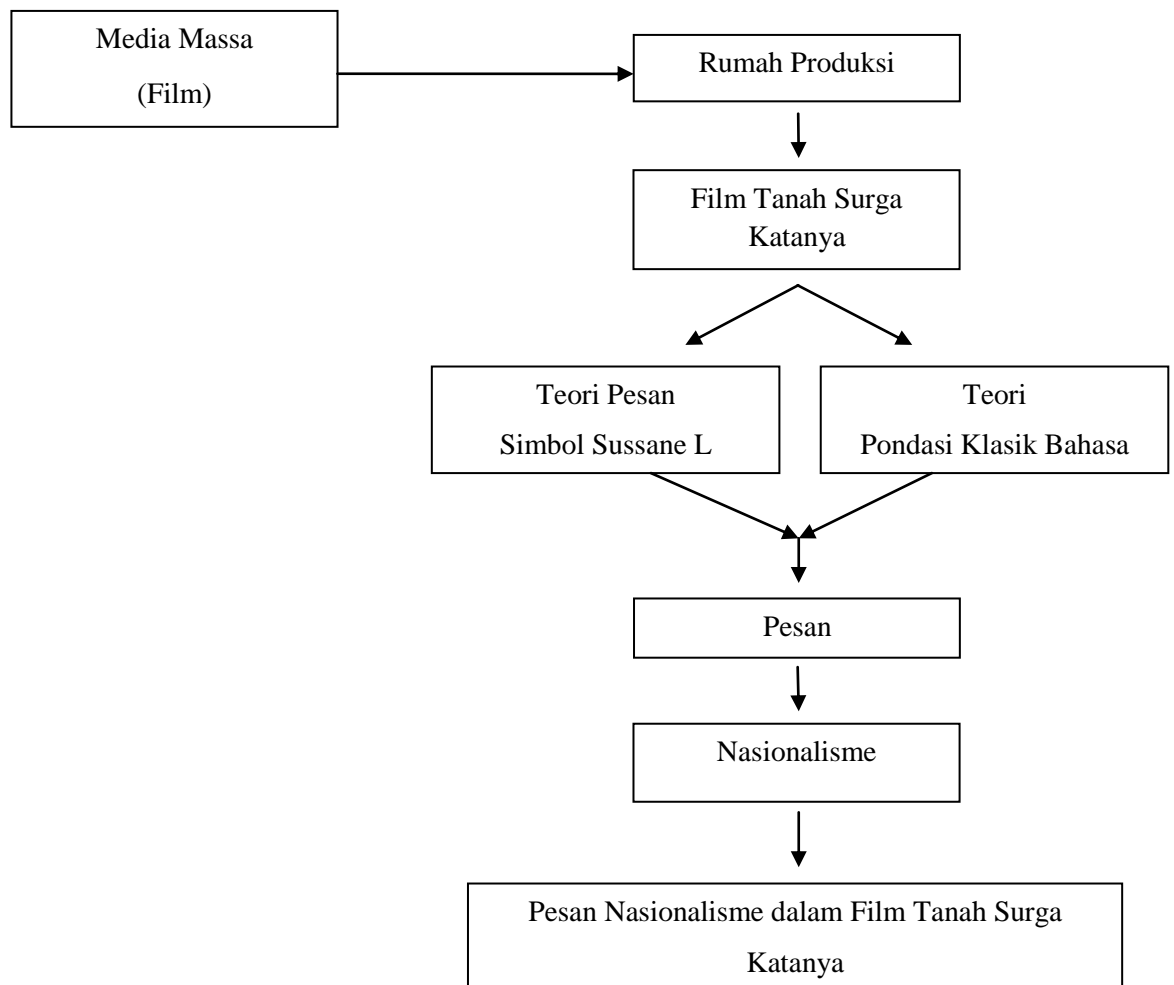 Media Massa
(Film)
Rumah Produksi
Film Tanah Surga
Katanya
Teori Pesan
Simbol Sussane L
Teori
Pondasi Klasik Bahasa
Pesan
Nasionalisme
Pesan Nasionalisme dalam Film Tanah Surga
Katanya